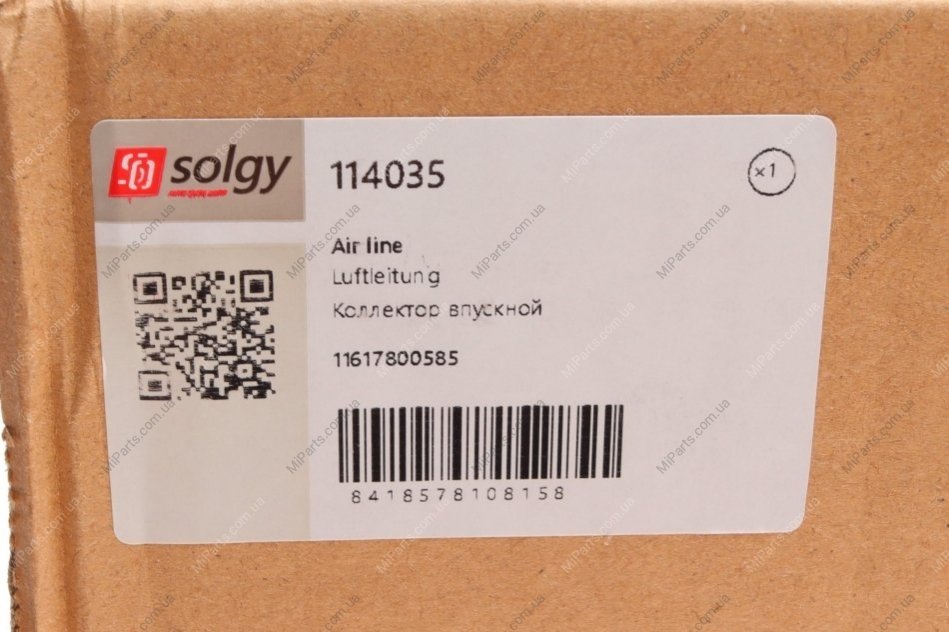 solgy
114035
x1
Air line
Luftleitung
Коллектор впускной
11617800585
8418578108158
MiParts.com.ua